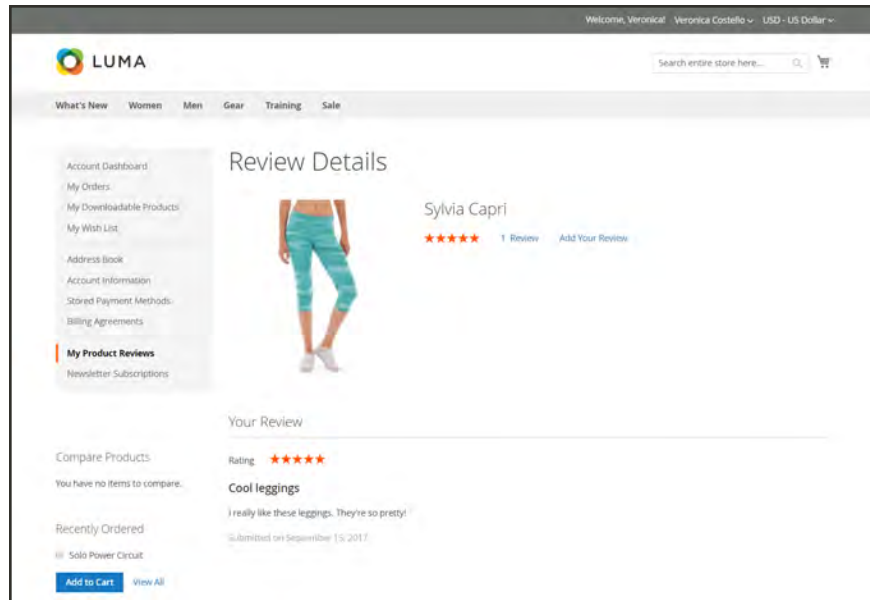 Welcome, Veronica! Veronica Costello USD - US Dollar
LUMA
Search entire store here...
What's New Women Men Gear Training Sale
Account Dashboard
My Orders
My Downloadable Products
My Wish List
Address Book
Account Information
Stored Payment Methods
Billing Agreements
My Product Reviews
Newsletter Subscriptions
Compare Products
You have no items to compare.
Recently Ordered
Solo Power Circuit
Add to Cart View All
Review Details
Sylvia Capri
1 Review Add Your Review
Your Review
Rating
Cool leggings
I really like these leggings. They're so pretty!
Submitted on September 15, 2017